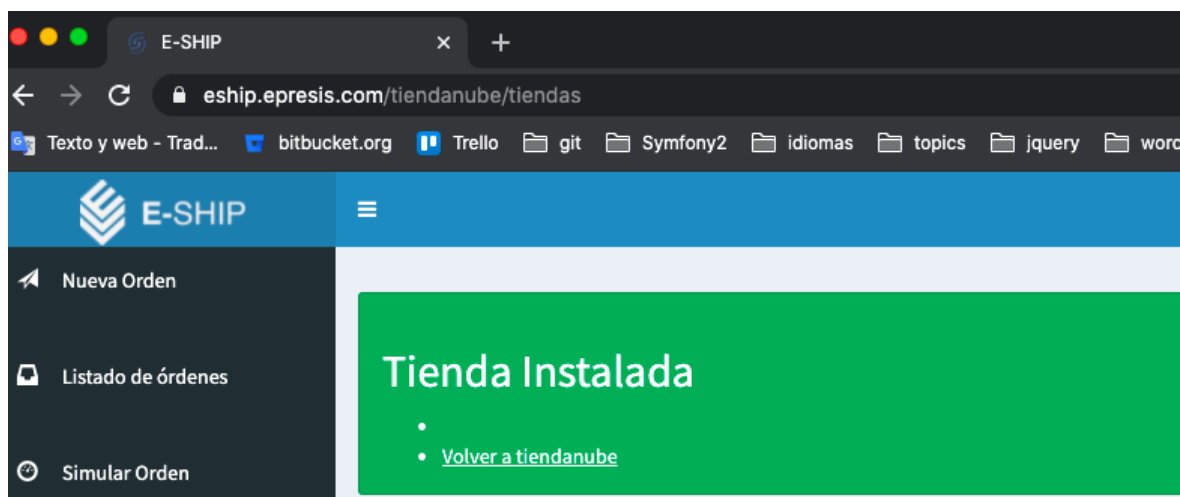 E-SHIP
eship.epresis.com/tiendanube/tiendas
Texto y web - Trad... bitbucket.org Trello git Symfony2 idiomas topics jquery
E-SHIP
Nueva Orden
Tienda Instalada
Listado de órdenes
Volver a tiendanube
Simular Orden